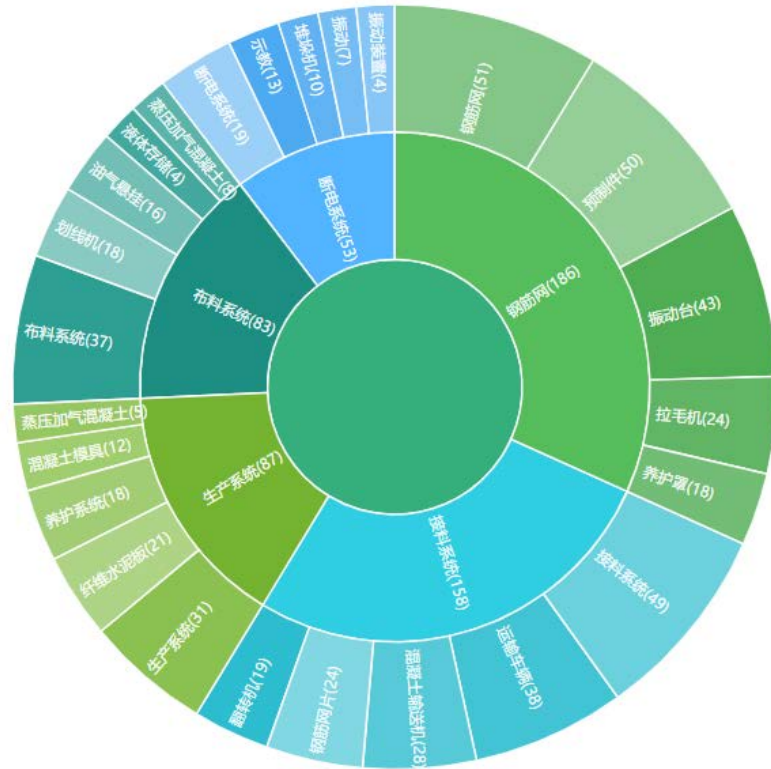 钢筋网(186)
钢筋网(51)
预制件(50)
振动台(43)
拉毛机(24)
养护罩(18)
接料系统(158)
接料系统(49)
运输车辆(38)
混凝土输送机(28)
钢筋网片(24)
翻转机(19)
生产系统(87)
生产系统(31)
纤维水泥板(21)
养护系统(18)
混凝土模具(12)
蒸压加气混凝土(5)
布料系统(83)
布料系统(37)
划线机(18)
油气悬挂(16)
液体存储(4)
蒸压加气混凝土(8
断电系统(53)
断电系统(19)
示教(13)
堆垛机(10)
振动(7)
振动装置(4)